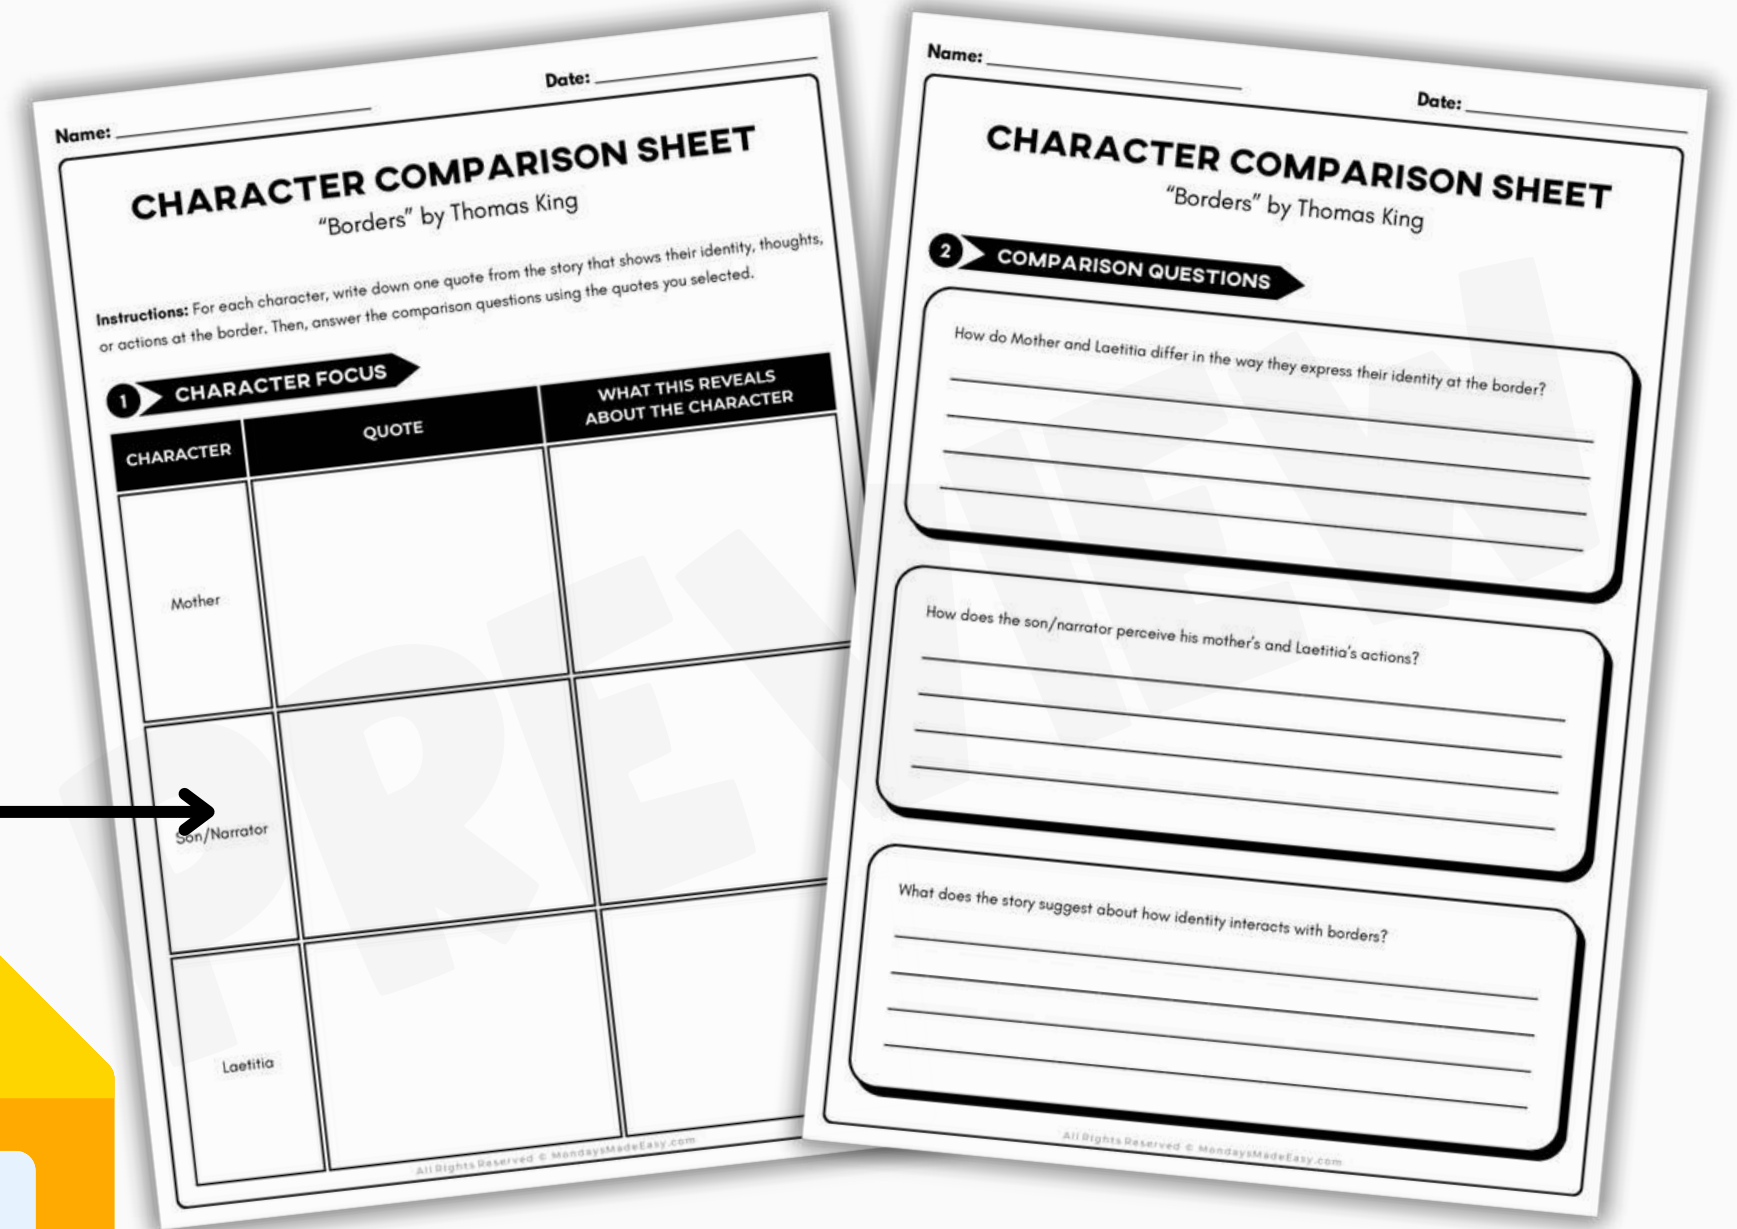 Name:
Date:
CHARACTER COMPARISON SHEET
“Borders” by Thomas King
Instructions: For each character, write down one quote from the story that shows their identity, thoughts,
or actions at the border. Then, answer the comparison questions using the quotes you selected.
1 CHARACTER FOCUS
CHARACTER
QUOTE
WHAT THIS REVEALS
ABOUT THE CHARACTER
Mother
Son/Narrator
Laetitia
All Rights Reserved © MondaysMadeEasy.com
Name:
Date:
CHARACTER COMPARISON SHEET
“Borders” by Thomas King
2 COMPARISON QUESTIONS
How do Mother and Laetitia differ in the way they express their identity at the border?
How does the son/narrator perceive his mother’s and Laetitia’s actions?
What does the story suggest about how identity interacts with borders?
All Rights Reserved © MondaysMadeEasy.com
PREVIEW